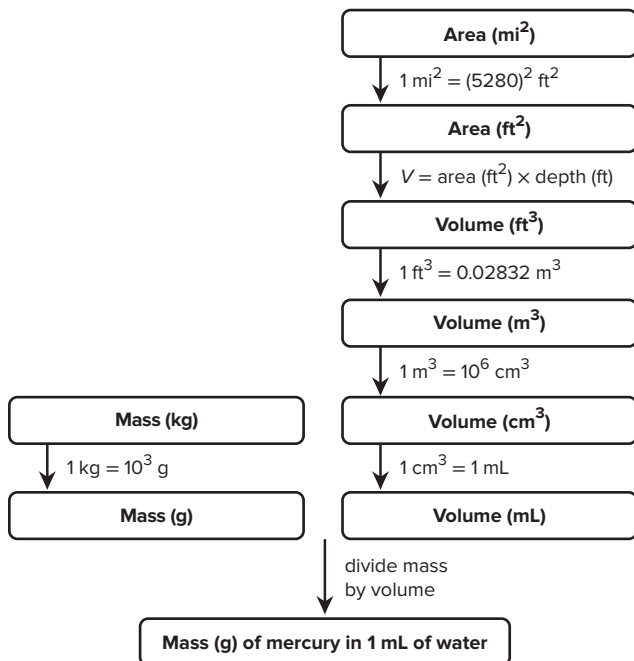 Area (mi²)
1 mi² = (5280)² ft²
Area (ft²)
V = area (ft²) × depth (ft)
Volume (ft³)
1 ft³ = 0.02832 m³
Volume (m³)
1 m³ = 10⁶ cm³
Mass (kg)
Volume (cm³)
1 kg = 10³ g
1 cm³ = 1 mL
Mass (g)
Volume (mL)
divide mass
by volume
Mass (g) of mercury in 1 mL of water